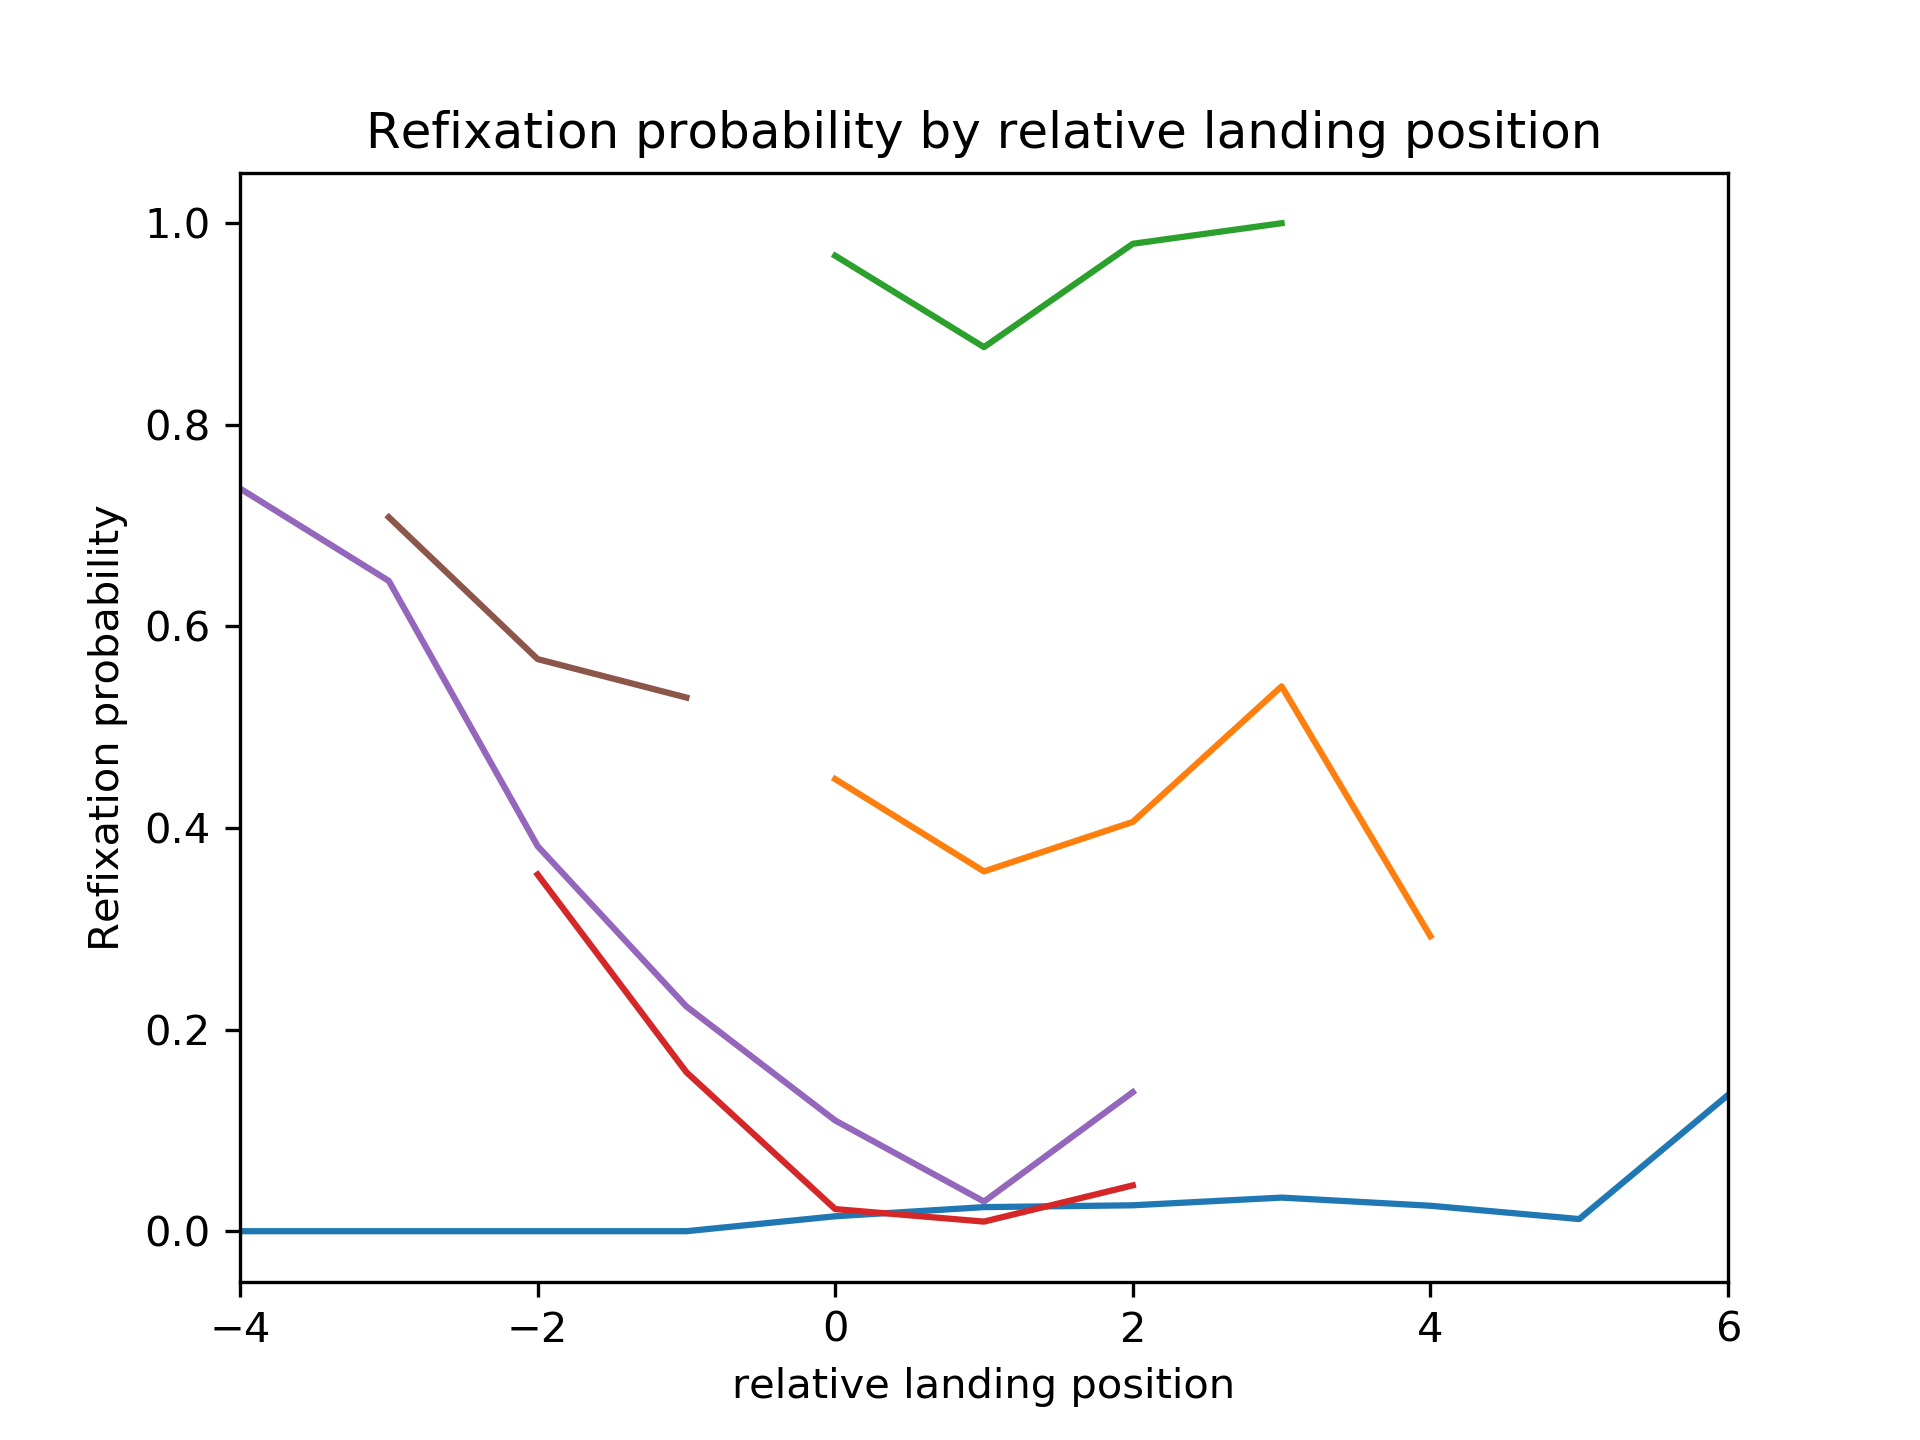 Refixation probability by relative landing position
Refixation probability
1.0
0.8
0.6
0.4
0.2
0.0
−4 −2 0 2 4 6
relative landing position